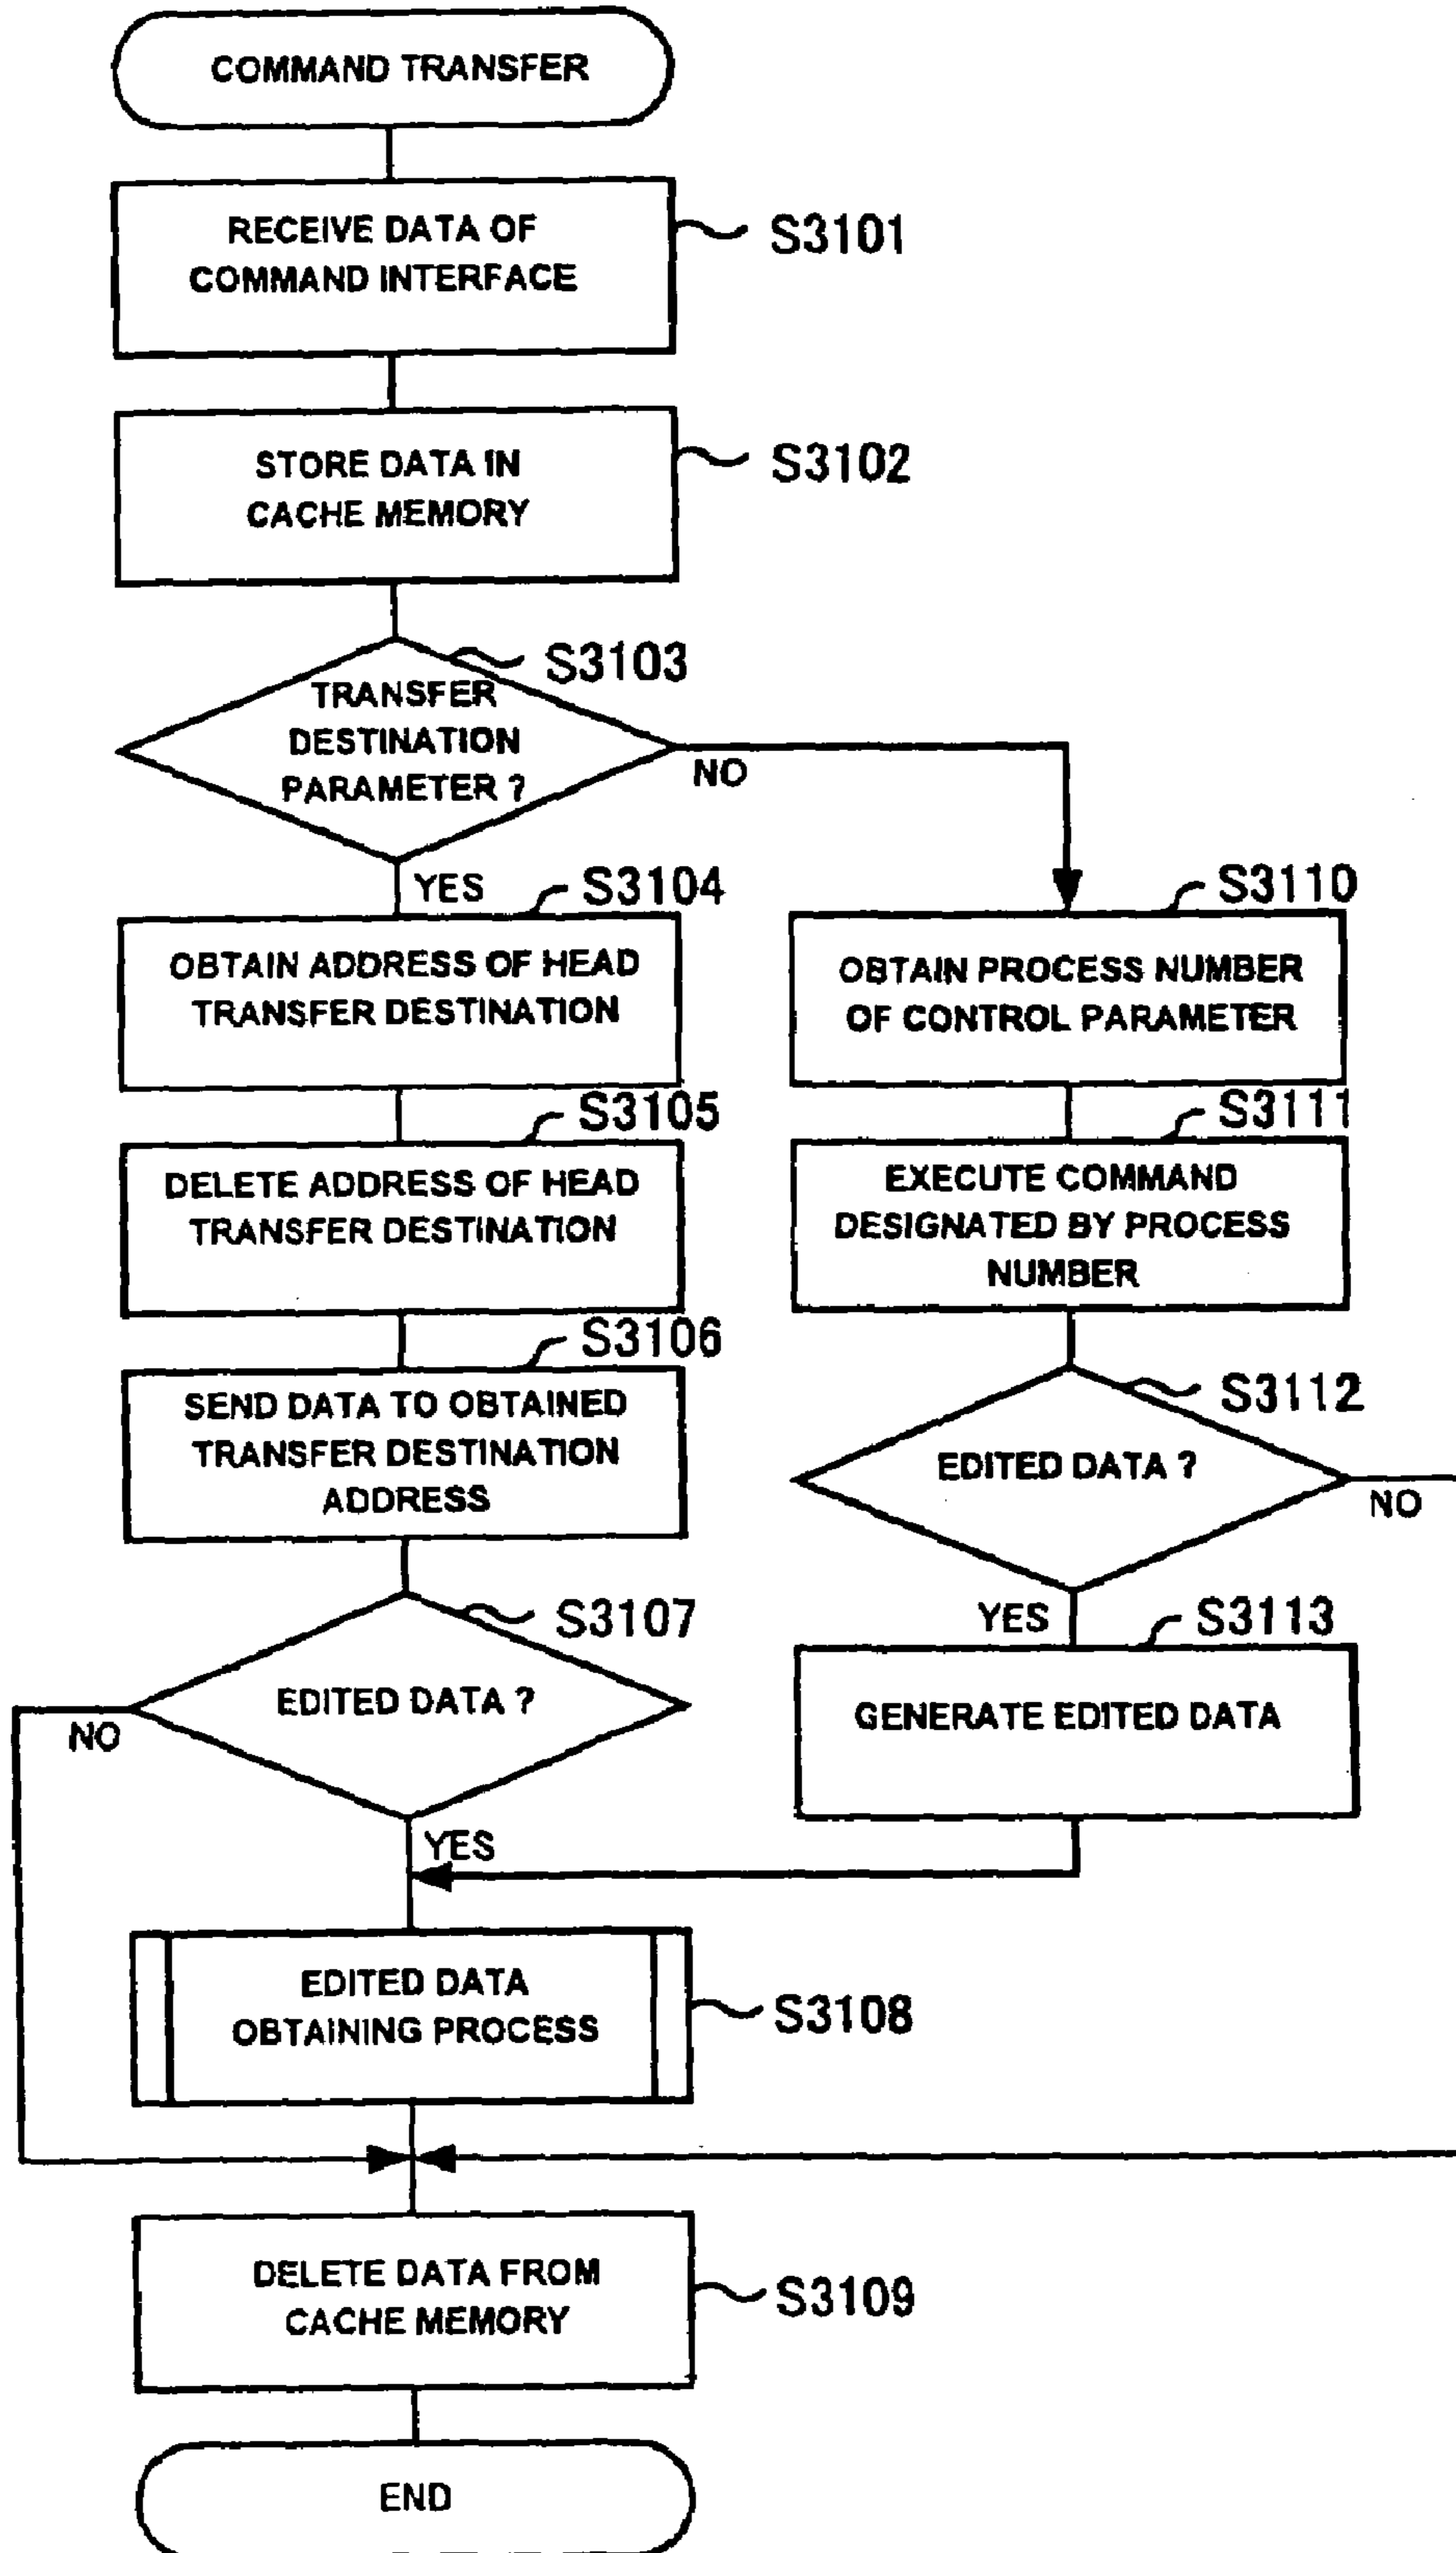 COMMAND TRANSFER
RECEIVE DATA OF
COMMAND INTERFACE
S3101
STORE DATA IN
CACHE MEMORY
S3102
S3103
TRANSFER
DESTINATION
PARAMETER ?
NO
YES
S3104
OBTAIN ADDRESS OF HEAD
TRANSFER DESTINATION
S3105
DELETE ADDRESS OF HEAD
TRANSFER DESTINATION
S3106
SEND DATA TO OBTAINED
TRANSFER DESTINATION
ADDRESS
S3107
EDITED DATA ?
NO
YES
S3110
OBTAIN PROCESS NUMBER
OF CONTROL PARAMETER
S3111
EXECUTE COMMAND
DESIGNATED BY PROCESS
NUMBER
S3112
EDITED DATA ?
NO
YES
S3113
GENERATE EDITED DATA
EDITED DATA
OBTAINING PROCESS
S3108
DELETE DATA FROM
CACHE MEMORY
S3109
END